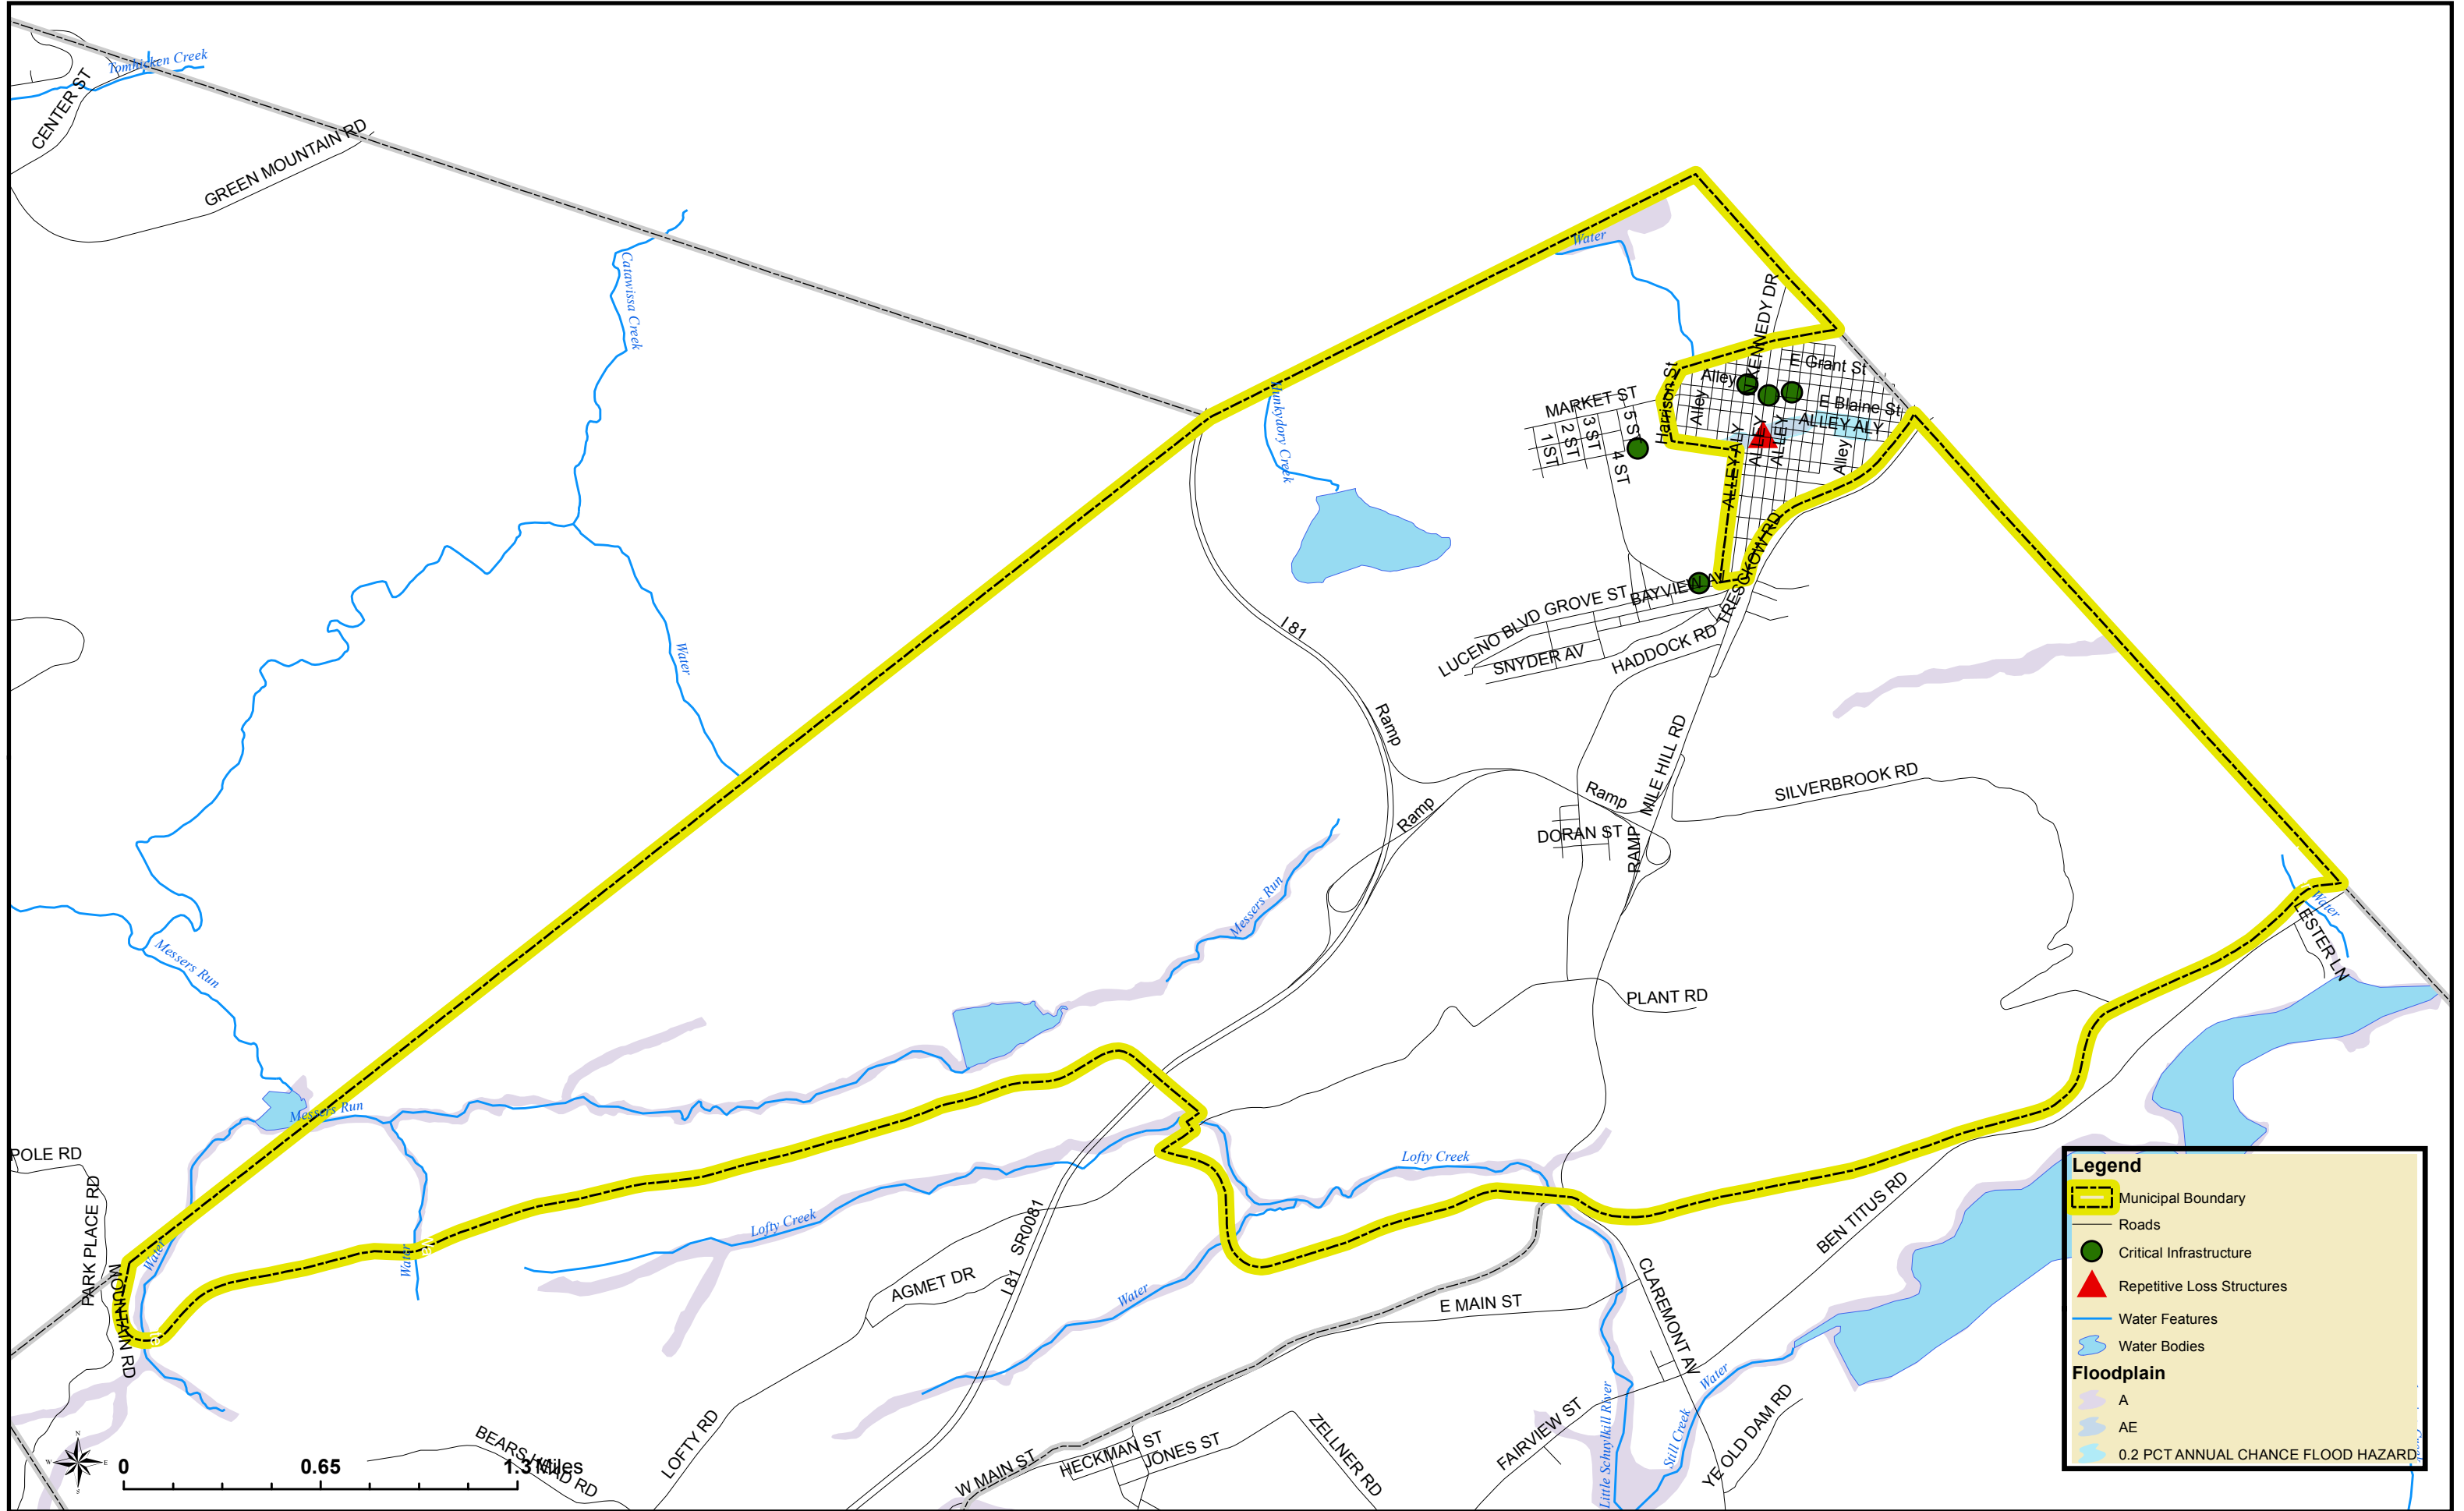 Tomhicken Creek
CENTER ST
GREEN MOUNTAIN RD
Catawissa Creek
Water
Water
Hunkydory Creek
N KENNEDY DR
E Grant St
Alley
Alley
Harrison St
MARKET ST
E Blaine St
ALLEY ALY
1 ST
2 ST
3 ST
5 ST
4 ST
ALLEY ALY
ALLEY
ALLEY
Alley
TRESCKOW RD
BAYVIEW AV
GROVE ST
LUCENO BLVD
SNYDER AV
HADDOCK RD
I 81
Ramp
Ramp
Ramp
MILE HILL RD
SILVERBROOK RD
DORAN ST
RAMP
Messers Run
Messers Run
Messers Run
PLANT RD
Water
LESTER LN
POLE RD
PARK PLACE RD
MOUNTAIN RD
Water
Water
Lofty Creek
Lofty Creek
SR0081
I 81
AGMET DR
Water
E MAIN ST
CLAREMONT AV
BEN TITUS RD
Water
Still Creek
Little Schuylkill River
YE OLD DAM RD
FAIRVIEW ST
ZELLNER RD
JONES ST
HECKMAN ST
W MAIN ST
LOFTY RD
BEARS HEAD RD
N
W E
S
0 0.65 1.3 Miles
Legend
Municipal Boundary
Roads
Critical Infrastructure
Repetitive Loss Structures
Water Features
Water Bodies
Floodplain
A
AE
0.2 PCT ANNUAL CHANCE FLOOD HAZARD